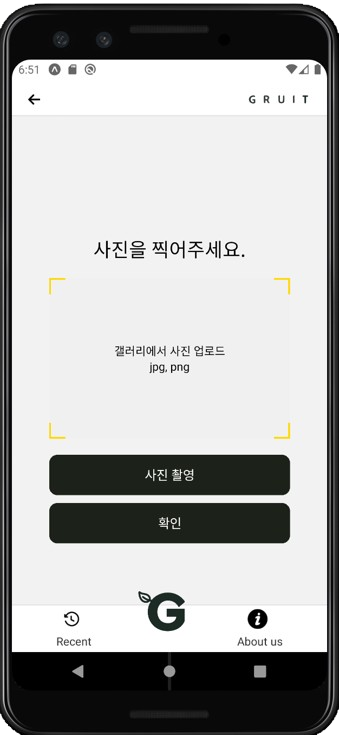 6:51
GRUIT
사진을 찍어주세요.
갤러리에서 사진 업로드
jpg, png
사진 촬영
확인
G
Recent
About us